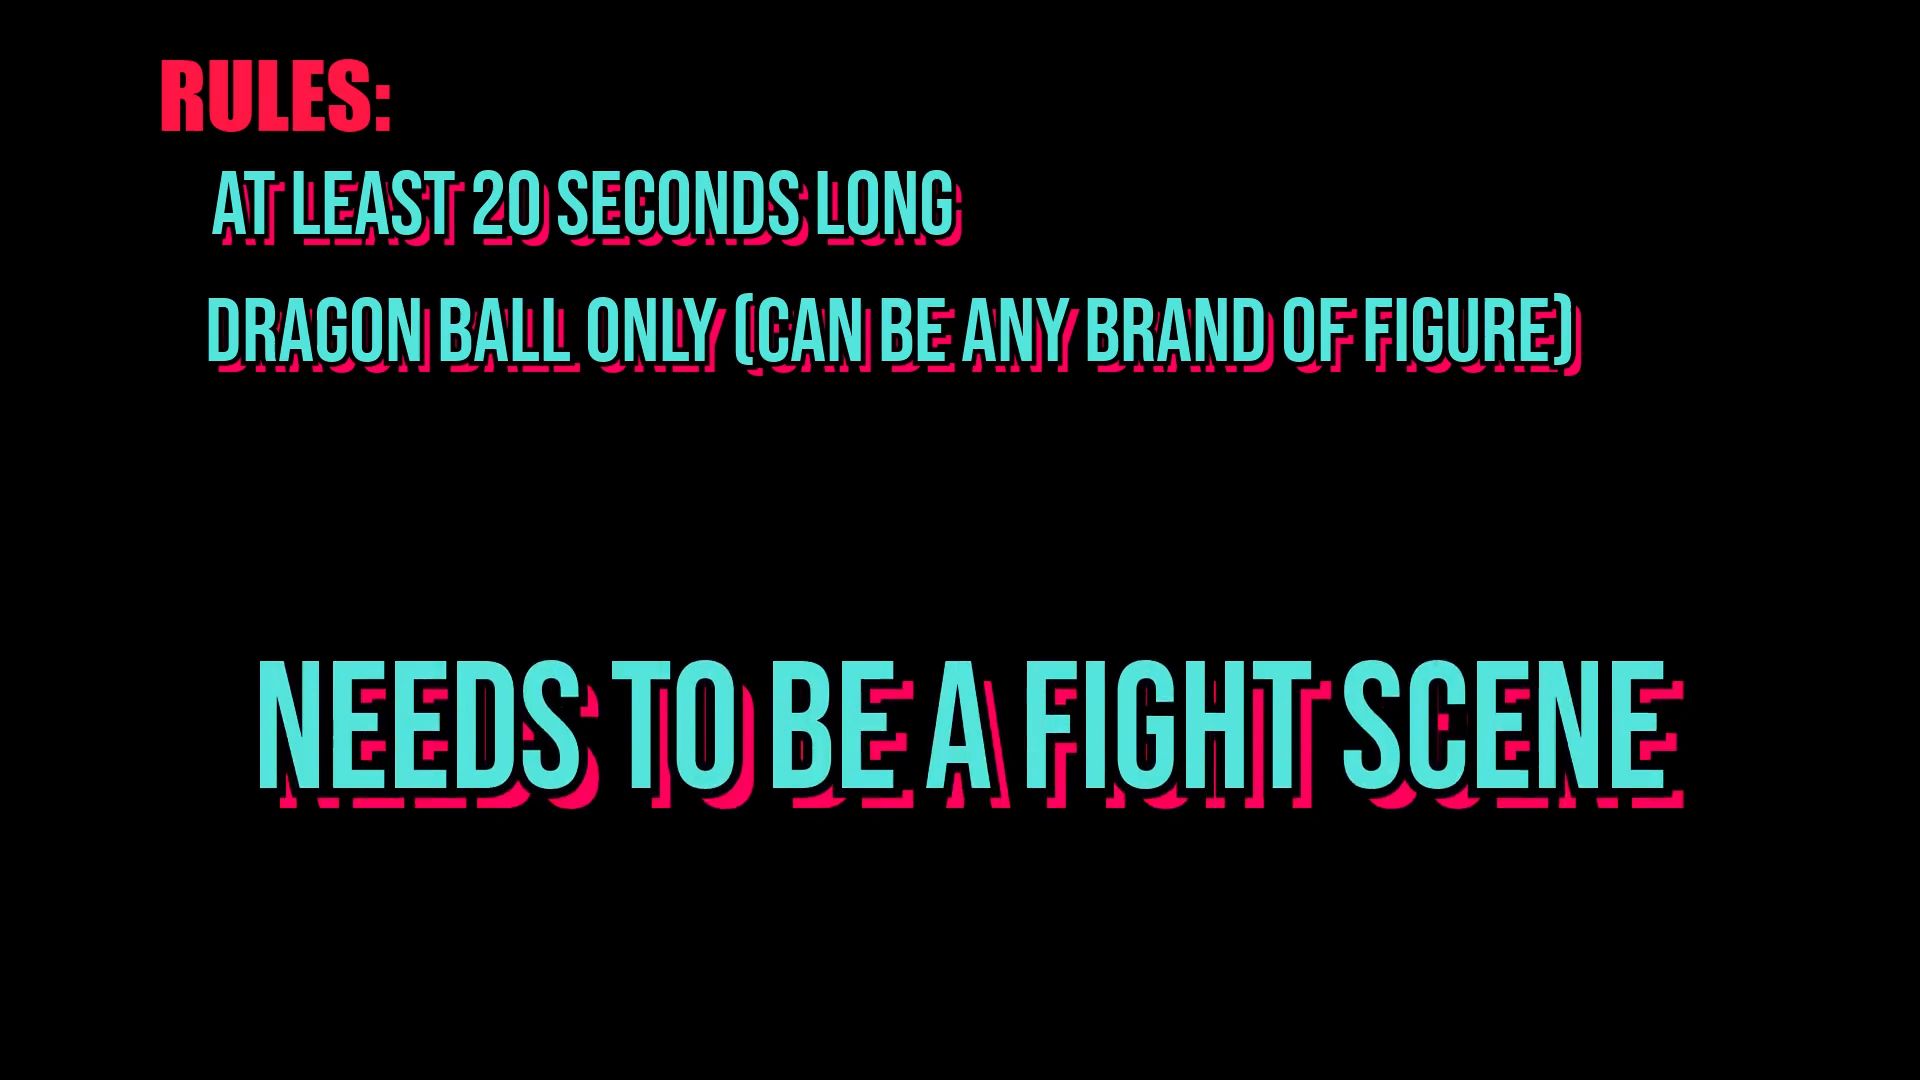 RULES:
AT LEAST 20 SECONDS LONG
DRAGON BALL ONLY (CAN BE ANY BRAND OF FIGURE)
NEEDS TO BE A FIGHT SCENE